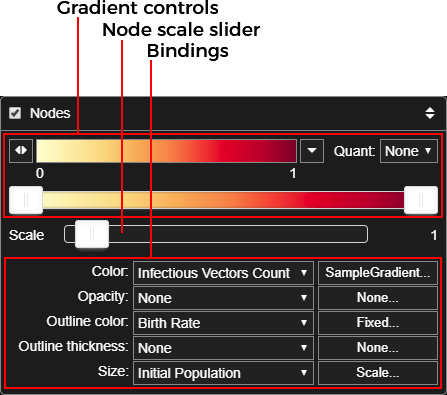 Gradient controls
Node scale slider
Bindings
Nodes
Quant: None
0 1
Scale 1
Color: Infectious Vectors Count SampleGradient...
Opacity: None None...
Outline color: Birth Rate Fixed...
Outline thickness: None None...
Size: Initial Population Scale...